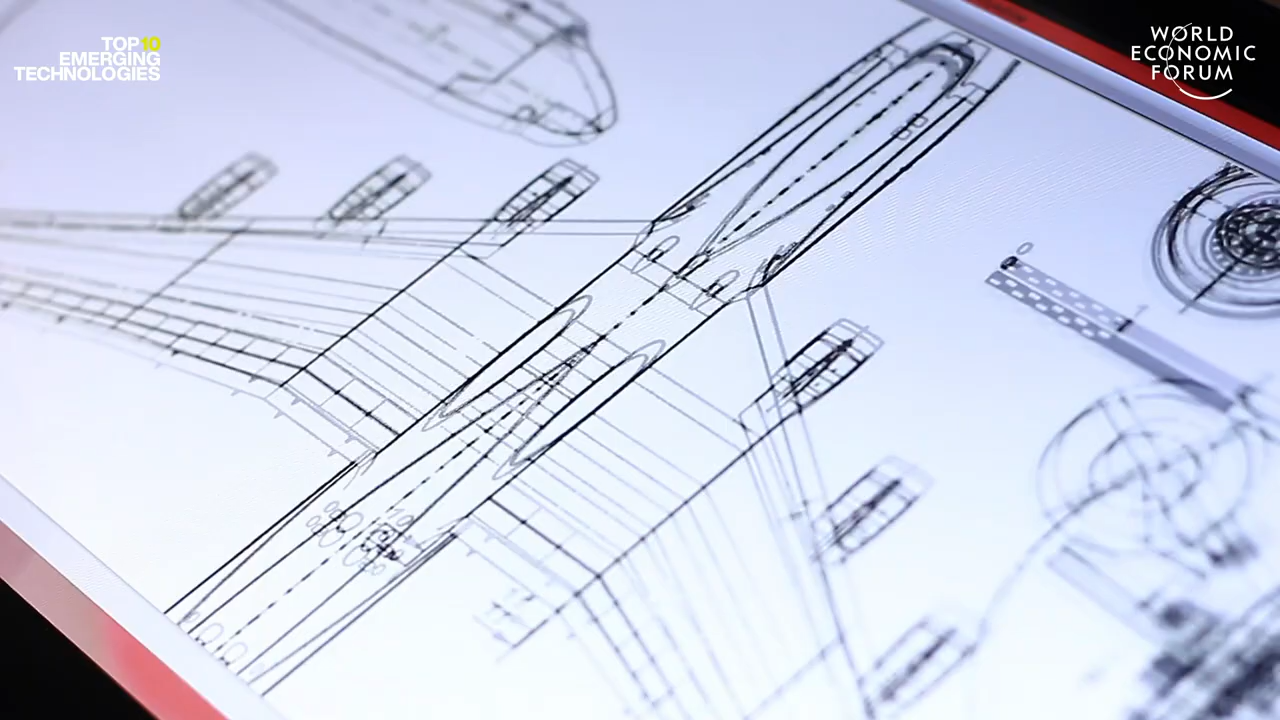 TOP10
EMERGING
TECHNOLOGIES
WORLD
ECONOMIC
FORUM